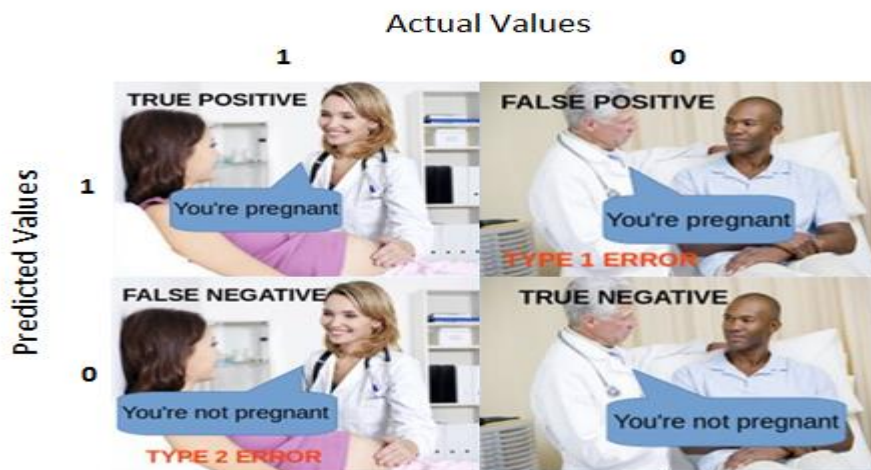 Actual Values
1 0
TRUE POSITIVE FALSE POSITIVE
Predicted Values
1
You're pregnant You're pregnant
TYPE 1 ERROR
FALSE NEGATIVE TRUE NEGATIVE
0
You're not pregnant You're not pregnant
TYPE 2 ERROR